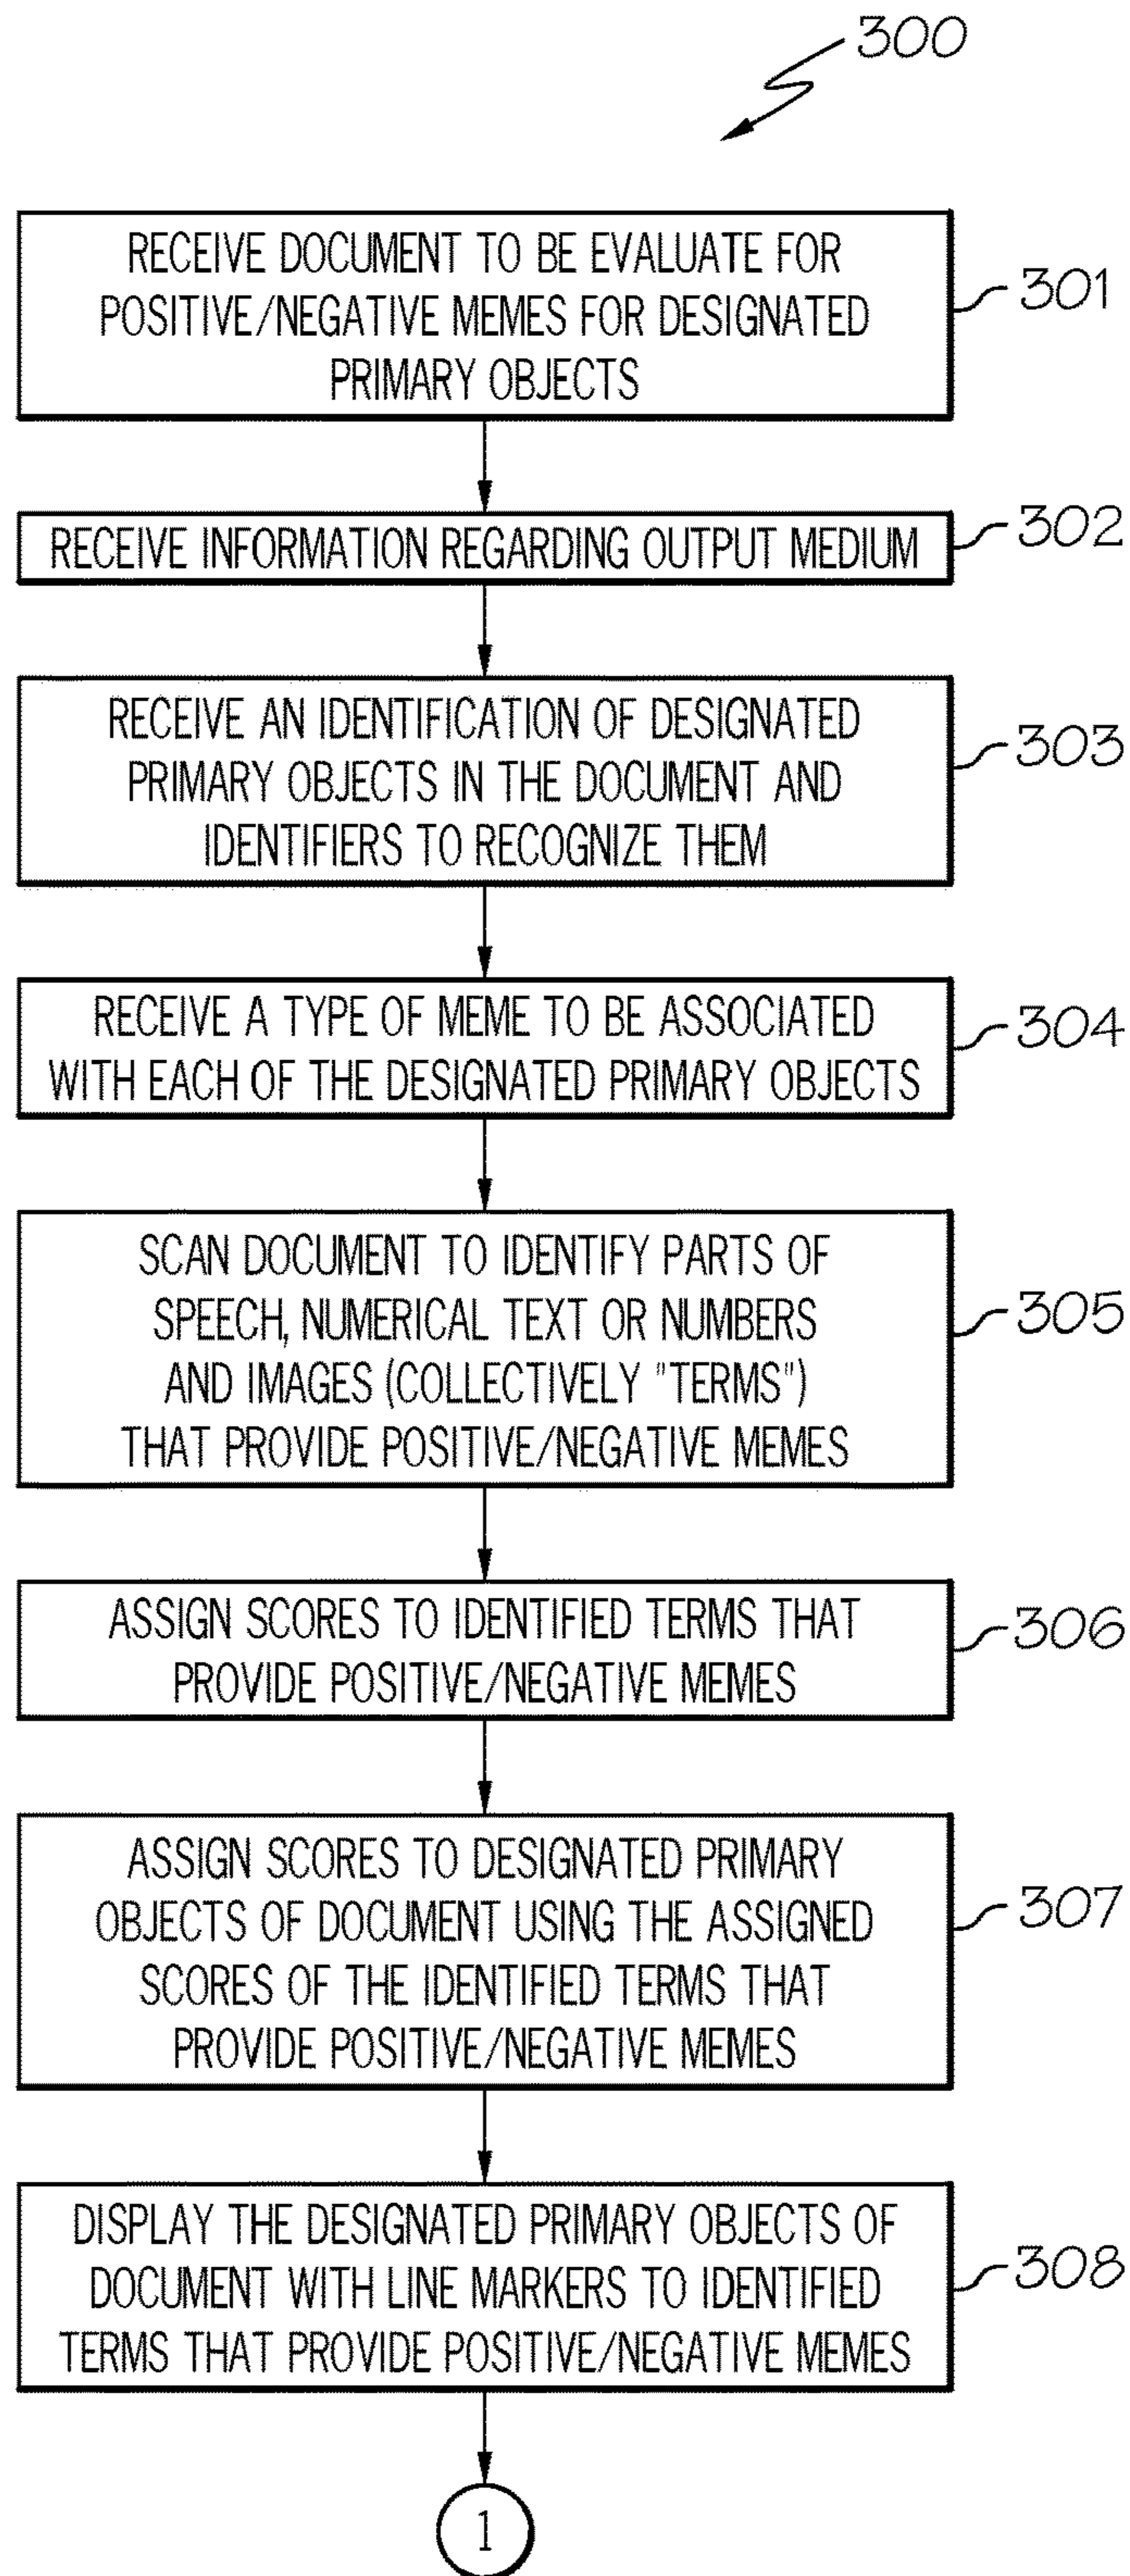 300
RECEIVE DOCUMENT TO BE EVALUATE FOR
POSITIVE/NEGATIVE MEMES FOR DESIGNATED
PRIMARY OBJECTS
301
RECEIVE INFORMATION REGARDING OUTPUT MEDIUM
302
RECEIVE AN IDENTIFICATION OF DESIGNATED
PRIMARY OBJECTS IN THE DOCUMENT AND
IDENTIFIERS TO RECOGNIZE THEM
303
RECEIVE A TYPE OF MEME TO BE ASSOCIATED
WITH EACH OF THE DESIGNATED PRIMARY OBJECTS
304
SCAN DOCUMENT TO IDENTIFY PARTS OF
SPEECH, NUMERICAL TEXT OR NUMBERS
AND IMAGES (COLLECTIVELY "TERMS")
THAT PROVIDE POSITIVE/NEGATIVE MEMES
305
ASSIGN SCORES TO IDENTIFIED TERMS THAT
PROVIDE POSITIVE/NEGATIVE MEMES
306
ASSIGN SCORES TO DESIGNATED PRIMARY
OBJECTS OF DOCUMENT USING THE ASSIGNED
SCORES OF THE IDENTIFIED TERMS THAT
PROVIDE POSITIVE/NEGATIVE MEMES
307
DISPLAY THE DESIGNATED PRIMARY OBJECTS OF
DOCUMENT WITH LINE MARKERS TO IDENTIFIED
TERMS THAT PROVIDE POSITIVE/NEGATIVE MEMES
308
1